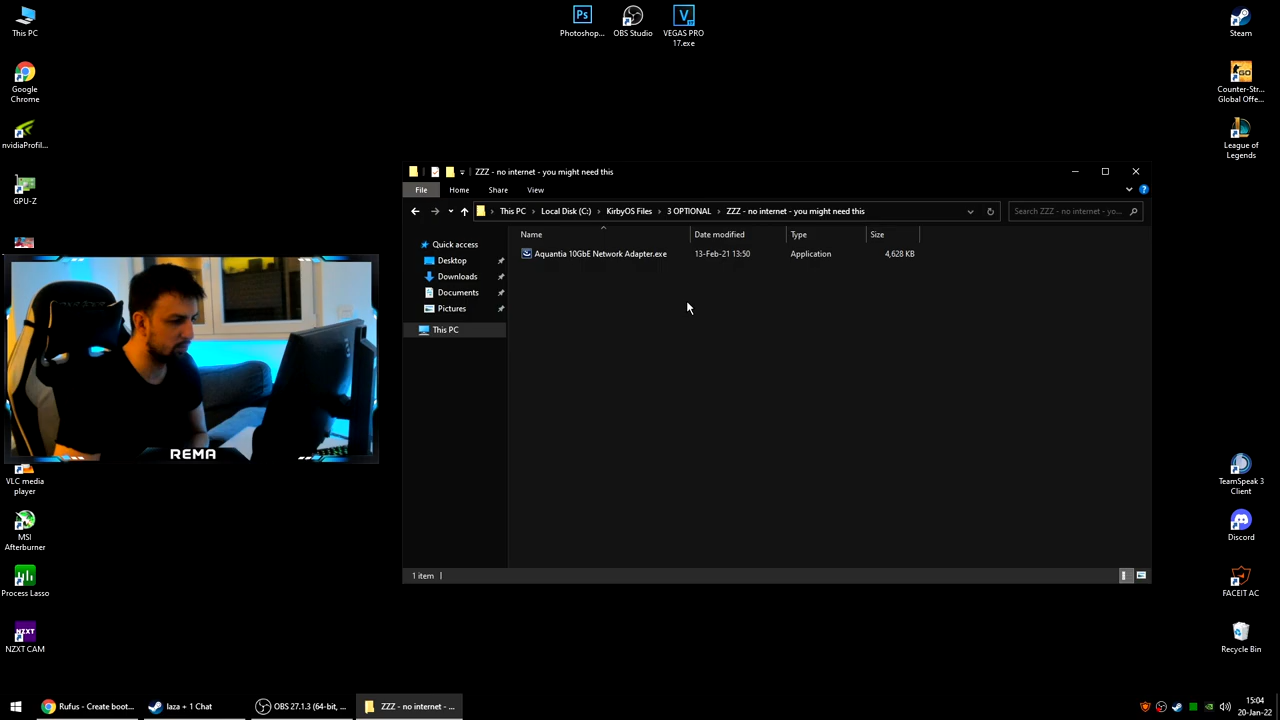 This PC
Photoshop...
OBS Studio
VEGAS PRO
17.exe
Steam
Google
Chrome
Counter-Str...
Global Offe...
nvidiaProfil...
League of
Legends
GPU-Z
ZZZ - no internet - you might need this
File
Home
Share
View
This PC
Local Disk (C:)
KirbyOS Files
3 OPTIONAL
ZZZ - no internet - you might need this
Search ZZZ - no internet - yo...
Name
Date modified
Type
Size
Quick access
Desktop
Downloads
Documents
Pictures
This PC
Aquantia 10GbE Network Adapter.exe
13-Feb-21 13:50
Application
4,628 KB
REMA
VLC media
player
TeamSpeak 3
Client
MSI
Afterburner
Discord
1 item
Process Lasso
FACEIT AC
NZXT
NZXT CAM
Recycle Bin
Rufus - Create boot...
laza + 1 Chat
OBS 27.1.3 (64-bit, ...
ZZZ - no internet - ...
15:04
20-Jan-22